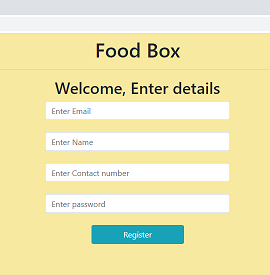 Food Box
Welcome, Enter details
Enter Email
Enter Name
Enter Contact number
Enter password
Register